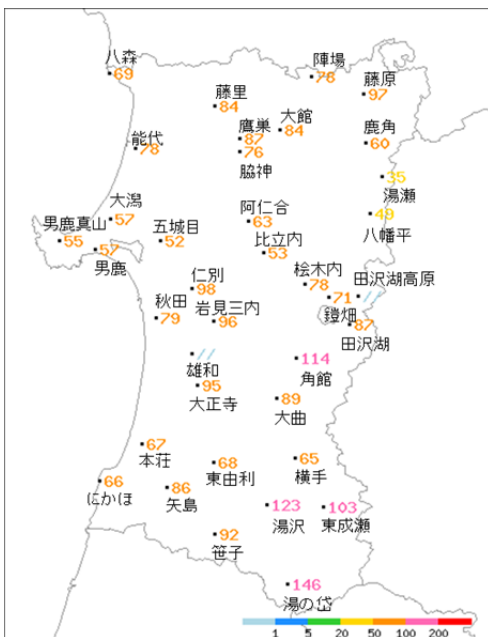 八森
69
陣場
78
藤里
84
藤原
97
鷹巣
87
大館
84
鹿角
60
能代
78
76
脇神
35
湯瀬
大潟
57
阿仁合
63
49
八幡平
男鹿真山
55
五城目
52
57
男鹿
比立内
53
仁別
98
桧木内
78
田沢湖高原
//
71
鎧畑
秋田
79
岩見三内
96
87
田沢湖
//
雄和
114
角館
95
大正寺
89
大曲
67
本荘
68
東由利
65
横手
66
にかほ
86
矢島
123
湯沢
103
東成瀬
92
笹子
146
湯の岱
1 5 20 50 100 200